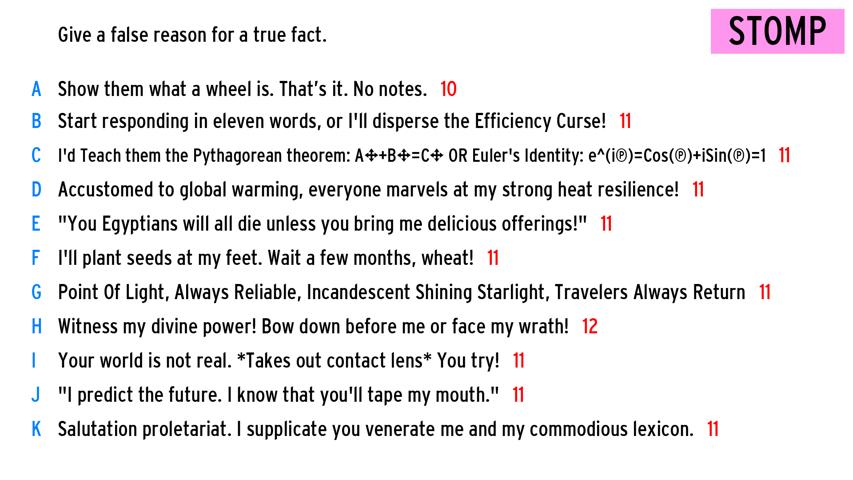 Give a false reason for a true fact.
STOMP
A Show them what a wheel is. That's it. No notes. 10
B Start responding in eleven words, or I'll disperse the Efficiency Curse! 11
C I'd Teach them the Pythagorean theorem: A✣+B✣=C✣ OR Euler's Identity: e^(i℗)=Cos(℗)+iSin(℗)=1 11
D Accustomed to global warming, everyone marvels at my strong heat resilience! 11
E "You Egyptians will all die unless you bring me delicious offerings!" 11
F I'll plant seeds at my feet. Wait a few months, wheat! 11
G Point Of Light, Always Reliable, Incandescent Shining Starlight, Travelers Always Return 11
H Witness my divine power! Bow down before me or face my wrath! 12
I Your world is not real. *Takes out contact lens* You try! 11
J "I predict the future. I know that you'll tape my mouth." 11
K Salutation proletariat. I supplicate you venerate me and my commodious lexicon. 11